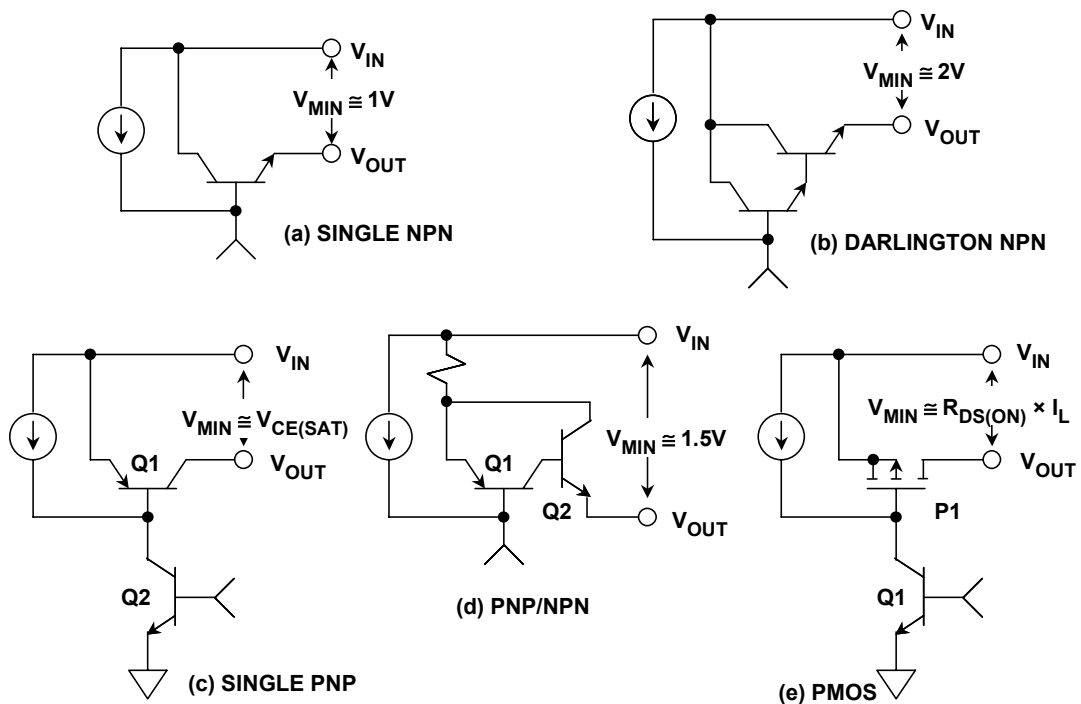 V_IN
V_MIN ≅ 1V
V_OUT
(a) SINGLE NPN
V_IN
V_MIN ≅ 2V
V_OUT
(b) DARLINGTON NPN
V_IN
V_MIN ≅ V_CE(SAT)
Q1
V_OUT
Q2
(c) SINGLE PNP
V_IN
V_MIN ≅ 1.5V
Q1
Q2
V_OUT
(d) PNP/NPN
V_IN
V_MIN ≅ R_DS(ON) × I_L
V_OUT
P1
Q1
(e) PMOS